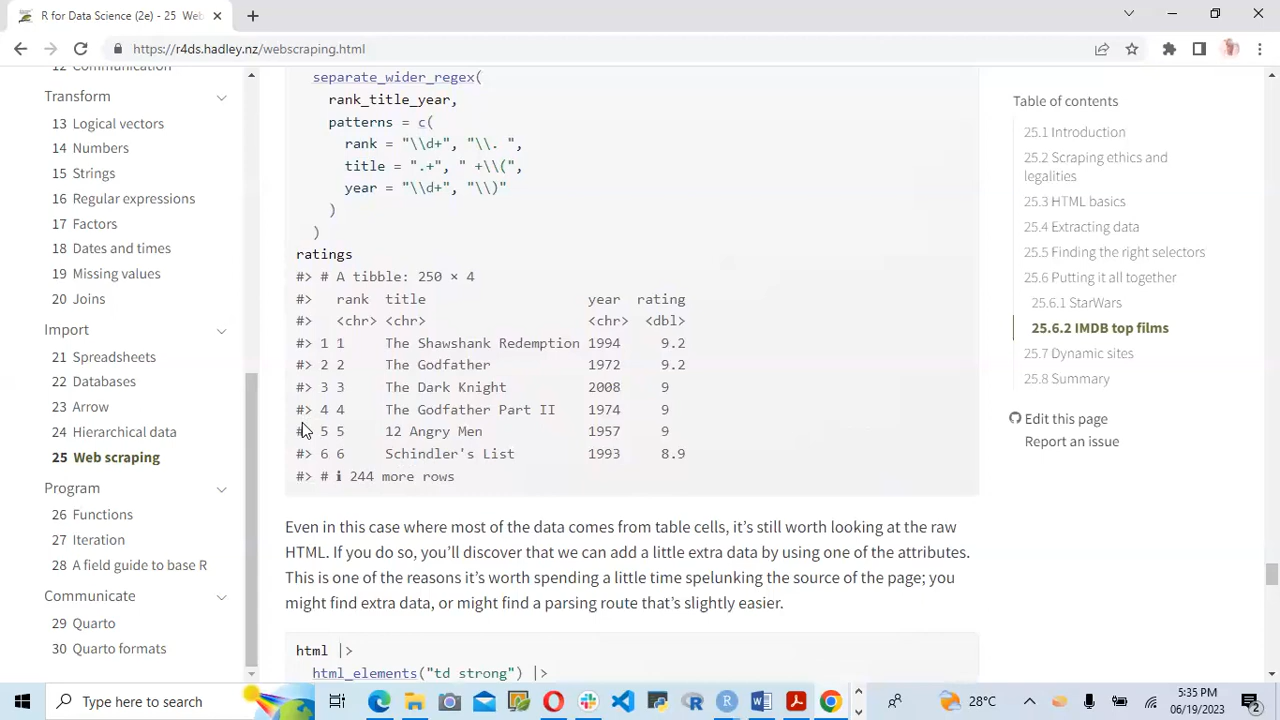 R for Data Science (2e) - 25 Web
https://r4ds.hadley.nz/webscraping.html
12 Communication
Transform
13 Logical vectors
14 Numbers
15 Strings
16 Regular expressions
17 Factors
18 Dates and times
19 Missing values
20 Joins
Import
21 Spreadsheets
22 Databases
23 Arrow
24 Hierarchical data
25 Web scraping
Program
26 Functions
27 Iteration
28 A field guide to base R
Communicate
29 Quarto
30 Quarto formats
separate_wider_regex(
rank_title_year,
patterns = c(
rank = "\\d+", "\\. ",
title = ".+", " +\\(",
year = "\\d+", "\\)"
)
)
ratings
#> # A tibble: 250 × 4
#> rank title year rating
#> <chr> <chr> <chr> <dbl>
#> 1 1 The Shawshank Redemption 1994 9.2
#> 2 2 The Godfather 1972 9.2
#> 3 3 The Dark Knight 2008 9
#> 4 4 The Godfather Part II 1974 9
#> 5 5 12 Angry Men 1957 9
#> 6 6 Schindler's List 1993 8.9
#> # ℹ 244 more rows
Even in this case where most of the data comes from table cells, it’s still worth looking at the raw
HTML. If you do so, you’ll discover that we can add a little extra data by using one of the attributes.
This is one of the reasons it’s worth spending a little time spelunking the source of the page; you
might find extra data, or might find a parsing route that’s slightly easier.
html |>
html_elements("td strong") |>
Table of contents
25.1 Introduction
25.2 Scraping ethics and
legalities
25.3 HTML basics
25.4 Extracting data
25.5 Finding the right selectors
25.6 Putting it all together
25.6.1 StarWars
25.6.2 IMDB top films
25.7 Dynamic sites
25.8 Summary
Edit this page
Report an issue
Type here to search
28°C
5:35 PM
06/19/2023
2